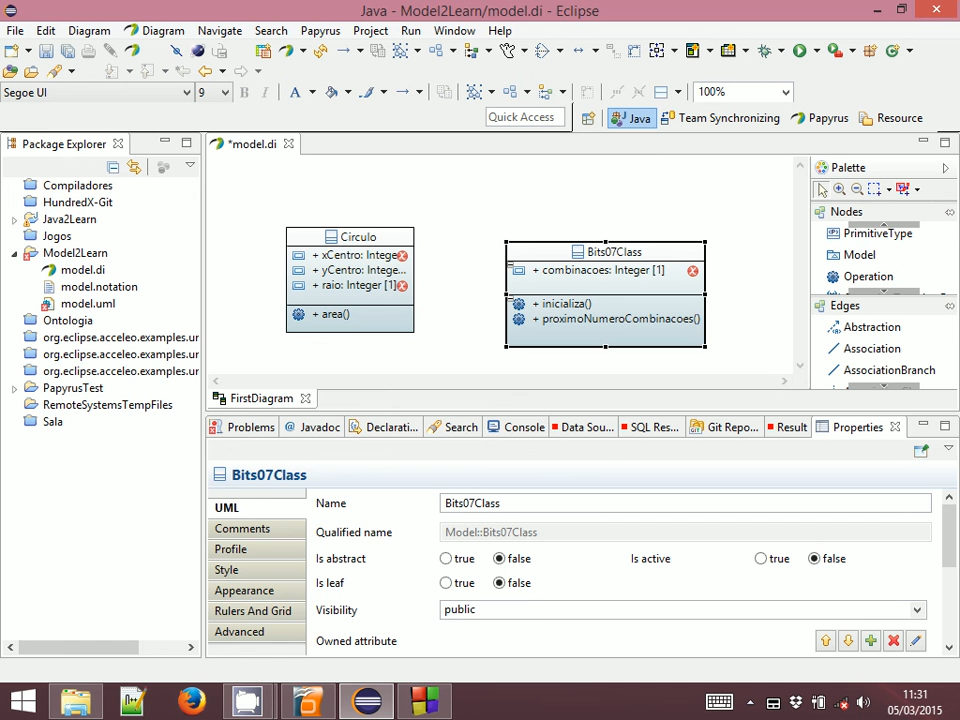 Java - Model2Learn/model.di - Eclipse
File Edit Diagram Diagram Navigate Search Papyrus Project Run Window Help
Segoe UI 9 B I A 100%
Quick Access Java Team Synchronizing Papyrus Resource
Package Explorer
Compiladores
HundredX-Git
Java2Learn
Jogos
Model2Learn
model.di
model.notation
model.uml
Ontologia
org.eclipse.acceleo.examples.ur
org.eclipse.acceleo.examples.ur
org.eclipse.acceleo.examples.ur
PapyrusTest
RemoteSystemsTempFiles
Sala
*model.di
Circulo
+ xCentro: Intege
+ yCentro: Intege...
+ raio: Integer [1]
+ area()
Bits07Class
+ combinacoes: Integer [1]
+ inicializa()
+ proximoNumeroCombinacoes()
FirstDiagram
Palette
Nodes
PrimitiveType
Model
Operation
Edges
Abstraction
Association
AssociationBranch
Problems Javadoc Declarati... Search Console Data Sou... SQL Res... Git Repo... Result Properties
Bits07Class
UML
Comments
Profile
Style
Appearance
Rulers And Grid
Advanced
Name Bits07Class
Qualified name Model::Bits07Class
Is abstract true false Is active true false
Is leaf true false
Visibility public
Owned attribute
11:31
05/03/2015